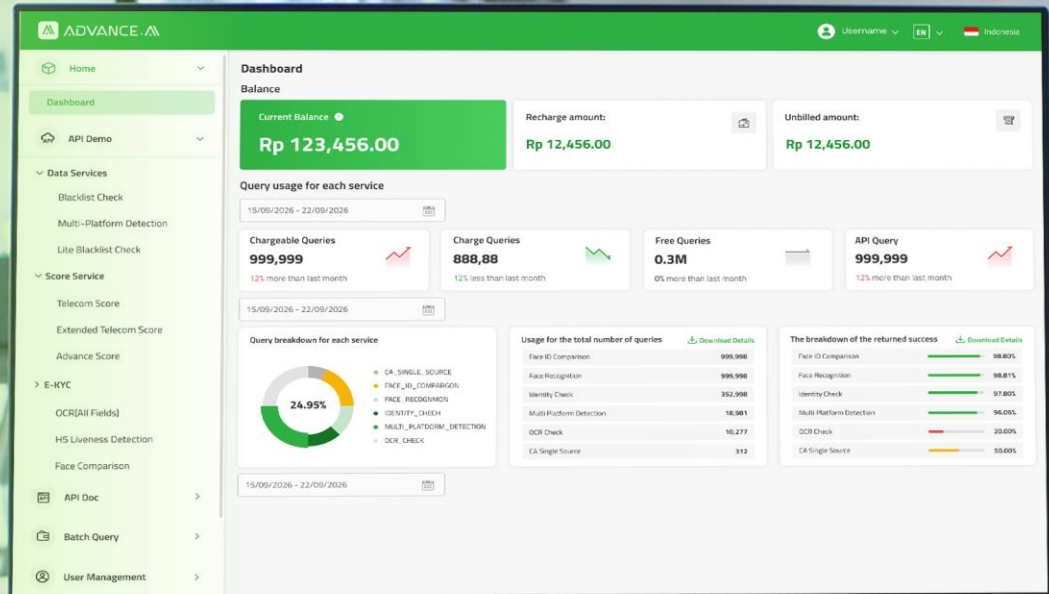 ADVANCE.AI
Username
EN
Indonesia
Home
Dashboard
API Demo
Data Services
Blacklist Check
Multi-Platform Detection
Lite Blacklist Check
Score Service
Telecom Score
Extended Telecom Score
Advance Score
E-KYC
OCR(All Fields)
H5 Liveness Detection
Face Comparison
API Doc
Batch Query
User Management
Dashboard
Balance
Current Balance
Rp 123,456.00
Recharge amount:
Rp 12,456.00
Unbilled amount:
Rp 12,456.00
Query usage for each service
15/09/2026 - 22/09/2026
Chargeable Queries
999,999
12% more than last month
Charge Queries
888,88
12% less than last month
Free Queries
0.3M
0% more than last month
API Query
999,999
12% more than last month
15/09/2026 - 22/09/2026
Query breakdown for each service
24.95%
CA_SINGLE_SOURCE
FACE_ID_COMPARGON
FACE_RECOGNMON
IDENTITY_CHECH
MULTI_PLATDORM_DETECTION
OCR_CHECK
Usage for the total number of queries
Download Details
Face ID Comparison 999,998
Face Recognition 999,998
Identity Check 352,998
Multi Platform Detection 18,981
OCR Check 10,277
CA Single Source 312
The breakdown of the returned success
Download Details
Face ID Comparison 98.80%
Face Recognition 98.81%
Identity Check 97.80%
Multi Platform Detection 96.06%
OCR Check 20.00%
CA Single Source 50.00%
15/09/2026 - 22/09/2026